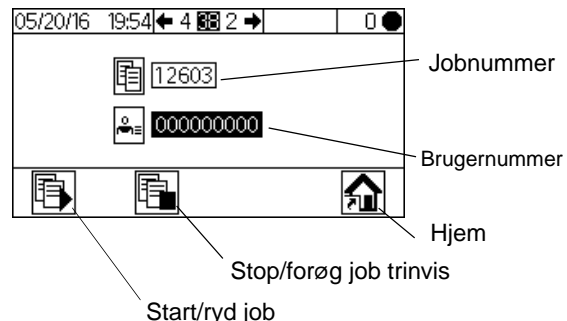 05/20/16 19:54 4 38 2 0
12603
Jobnummer
000000000
Brugernummer
Hjem
Stop/forøg job trinvis
Start/ryd job